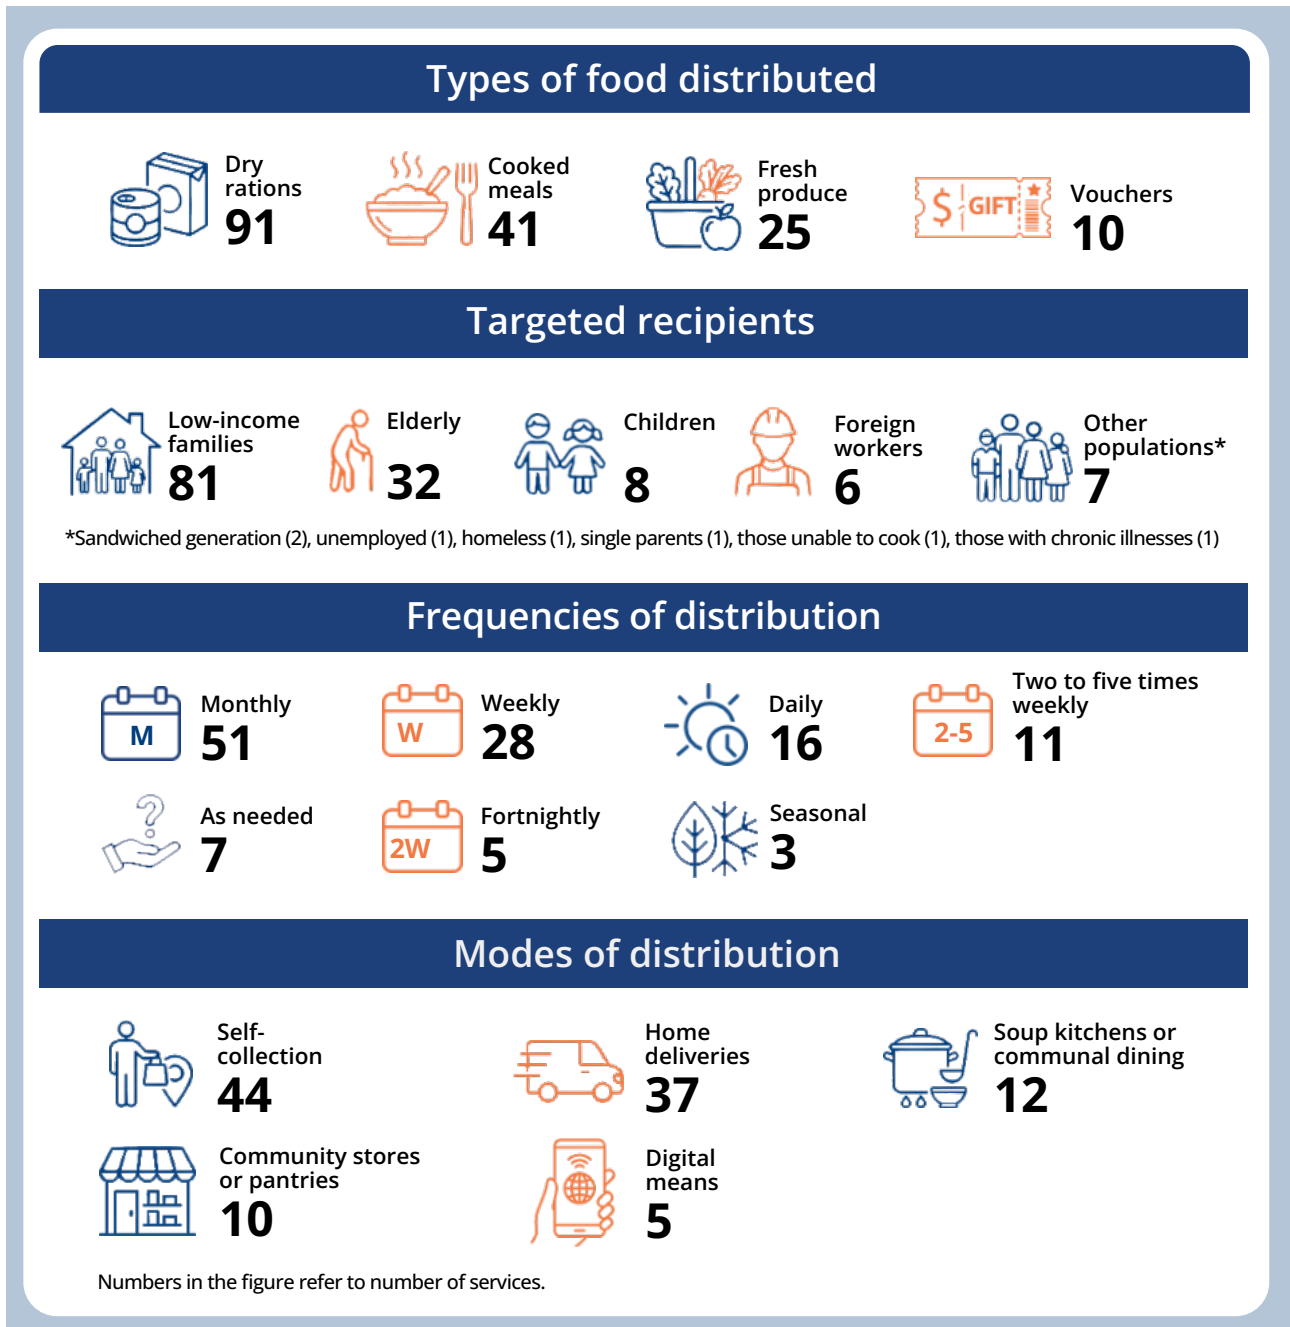 Types of food distributed
Dry
rations
91
Cooked
meals
41
Fresh
produce
25
$ GIFT
Vouchers
10
Targeted recipients
Low-income
families
81
Elderly
32
Children
8
Foreign
workers
6
Other
populations*
7
*Sandwiched generation (2), unemployed (1), homeless (1), single parents (1), those unable to cook (1), those with chronic illnesses (1)
Frequencies of distribution
M
Monthly
51
W
Weekly
28
Daily
16
2-5
Two to five times
weekly
11
?
As needed
7
2W
Fortnightly
5
Seasonal
3
Modes of distribution
Self-
collection
44
Home
deliveries
37
Soup kitchens or
communal dining
12
Community stores
or pantries
10
Digital
means
5
Numbers in the figure refer to number of services.